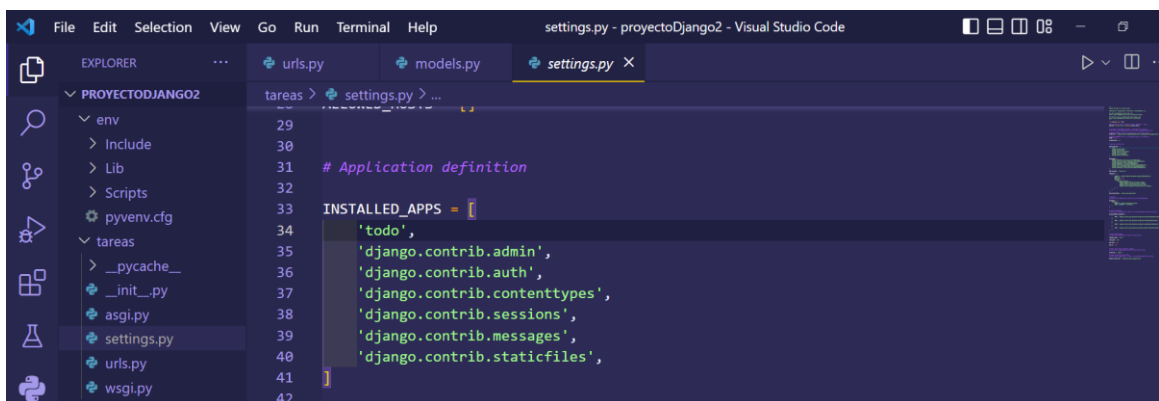 File Edit Selection View Go Run Terminal Help settings.py - proyectoDjango2 - Visual Studio Code
EXPLORER ...
PROYECTODJANGO2
env
Include
Lib
Scripts
pyvenv.cfg
tareas
__pycache__
__init__.py
asgi.py
settings.py
urls.py
wsgi.py
urls.py models.py settings.py
tareas > settings.py > ...
28 ALLOWED_HOSTS = []
29
30
31 # Application definition
32
33 INSTALLED_APPS = [
34 'todo',
35 'django.contrib.admin',
36 'django.contrib.auth',
37 'django.contrib.contenttypes',
38 'django.contrib.sessions',
39 'django.contrib.messages',
40 'django.contrib.staticfiles',
41 ]
42